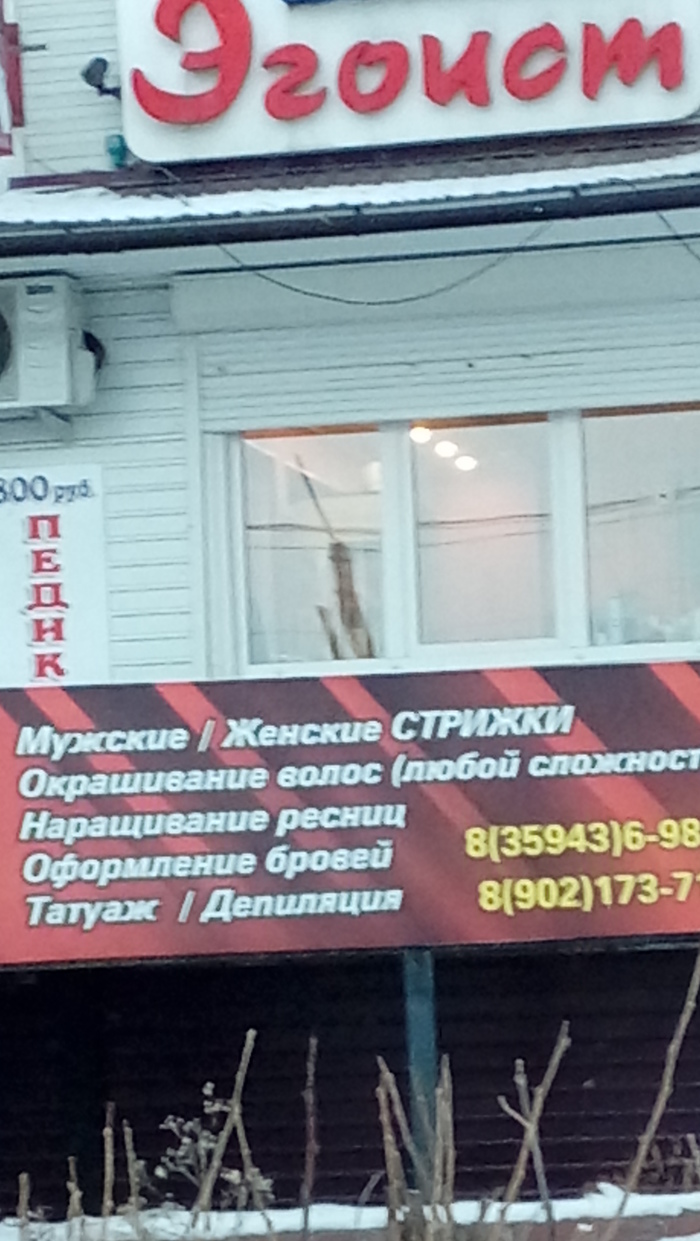 Эгоист
800 руб.
ПЕДИК
Мужские / Женские СТРИЖКИ
Окрашивание волос (любой сложност
Наращивание ресниц
Оформление бровей
Татуаж / Депиляция
8(35943)6-98
8(902)173-7